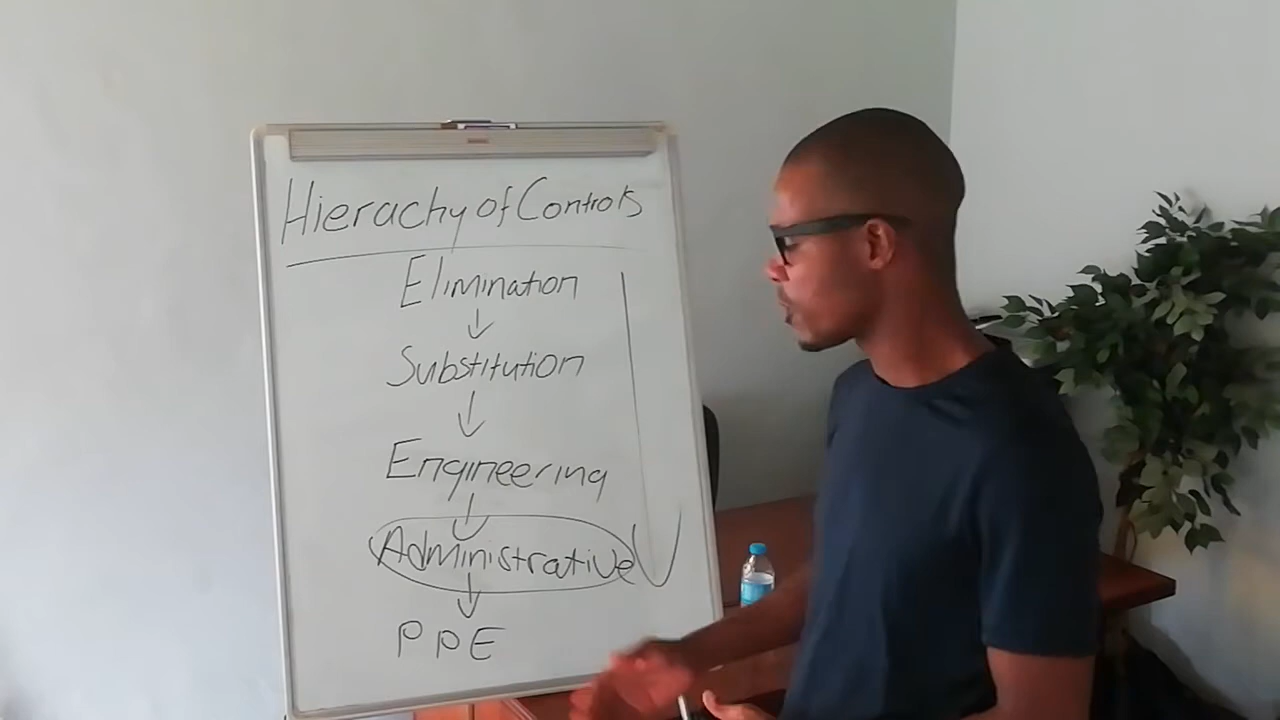 Hierachy of Controls
Elimination
Substitution
Engineering
Administrative
PPE